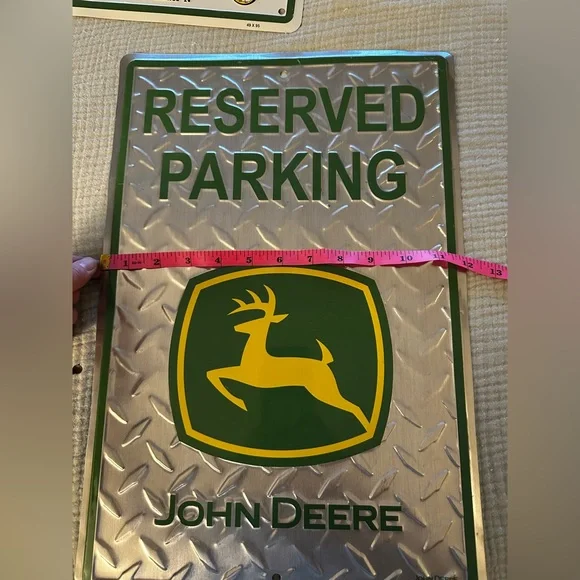 RESERVED
PARKING
1 2 3 4 5 6 7 8 9 10 11 12 13
JOHN DEERE